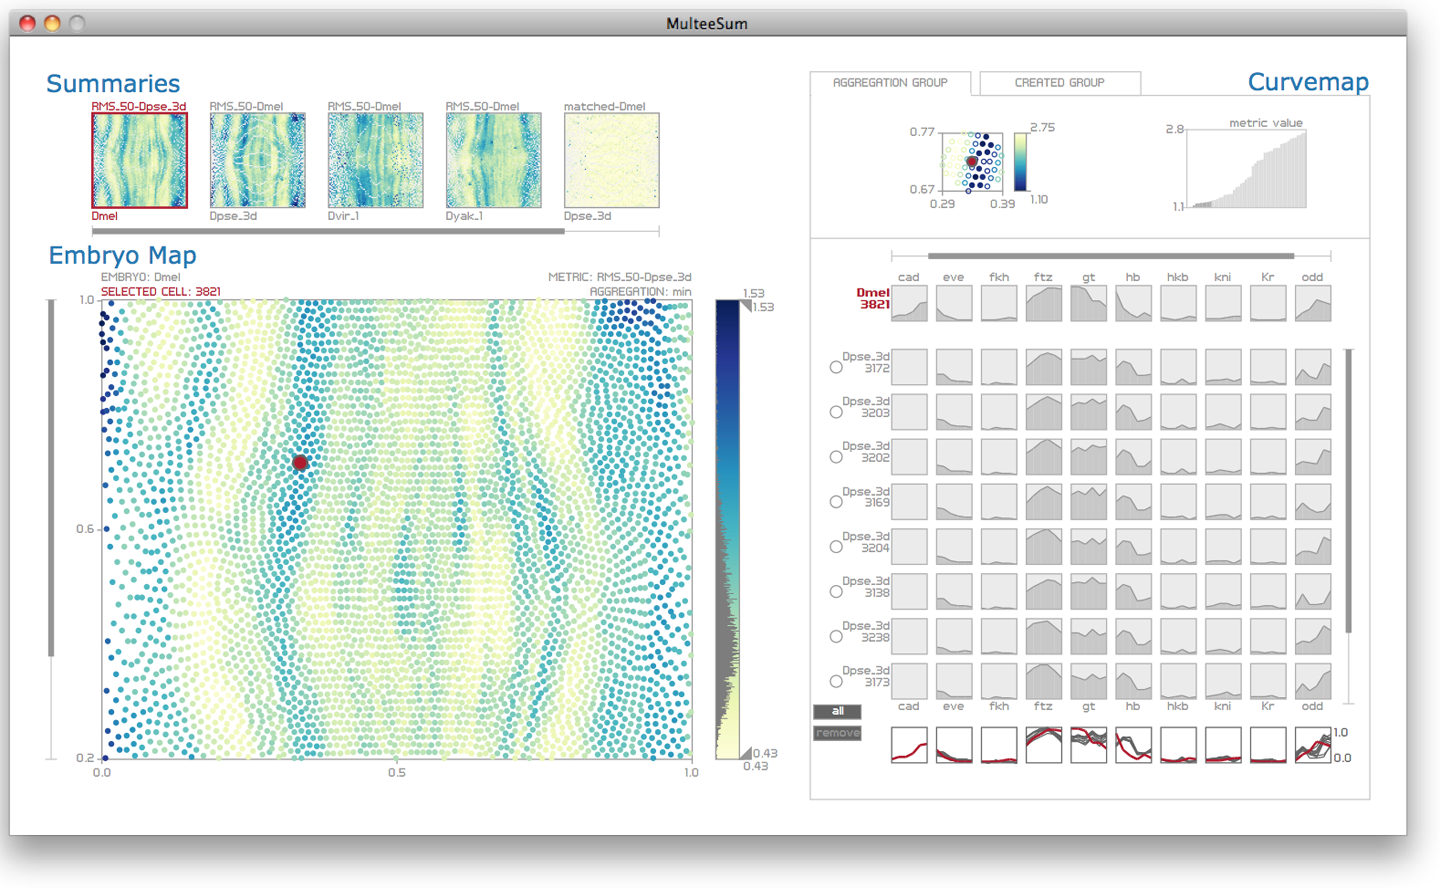 MulteeSum
Summaries
RMS_50-Dpse_3d RMS_50-Dmel RMS_50-Dmel RMS_50-Dmel matched-Dmel
Dmel Dpse_3d Dvir_1 Dyak_1 Dpse_3d
Embryo Map
EMBRYO: Dmel METRIC: RMS_50-Dpse_3d
SELECTED CELL: 3821 AGGREGATION: min
1.0
0.6
0.2
0.0 0.5 1.0
1.53
1.53
0.43
0.43
AGGREGATION GROUP CREATED GROUP Curvemap
0.77
0.67
0.29 0.39
2.75
1.10
metric value
2.8
1.1
cad eve fkh ftz gt hb hkb kni Kr odd
Dmel
3821
Dpse_3d
3172
Dpse_3d
3203
Dpse_3d
3202
Dpse_3d
3169
Dpse_3d
3204
Dpse_3d
3138
Dpse_3d
3238
Dpse_3d
3173
cad eve fkh ftz gt hb hkb kni Kr odd
all
remove
1.0
0.0